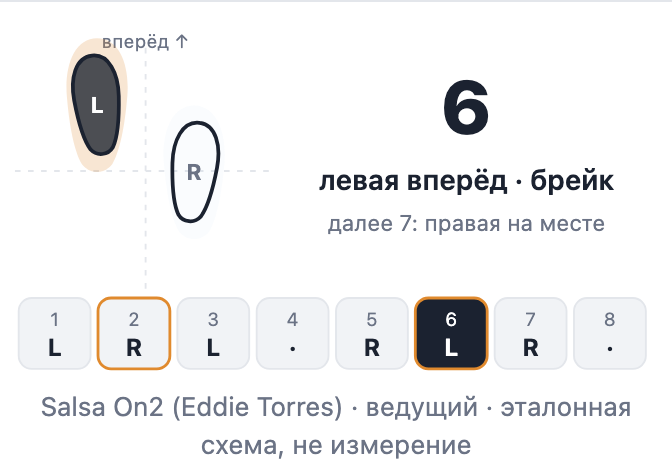 вперёд ↑
L
R
6
левая вперёд · брейк
далее 7: правая на месте
1 2 3 4 5 6 7 8
L R L · R L R ·
Salsa On2 (Eddie Torres) · ведущий · эталонная
схема, не измерение